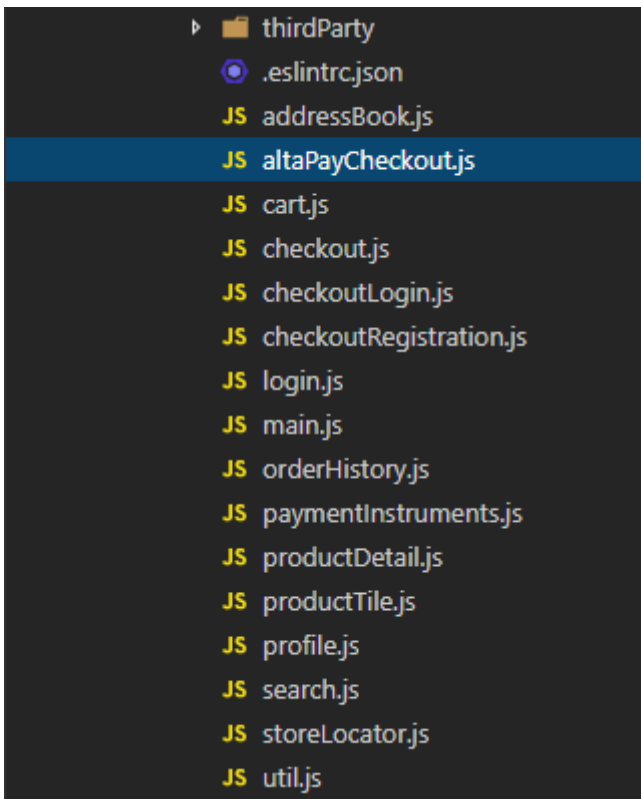 thirdParty
.eslintrc.json
JS addressBook.js
JS altaPayCheckout.js
JS cart.js
JS checkout.js
JS checkoutLogin.js
JS checkoutRegistration.js
JS login.js
JS main.js
JS orderHistory.js
JS paymentInstruments.js
JS productDetail.js
JS productTile.js
JS profile.js
JS search.js
JS storeLocator.js
JS util.js